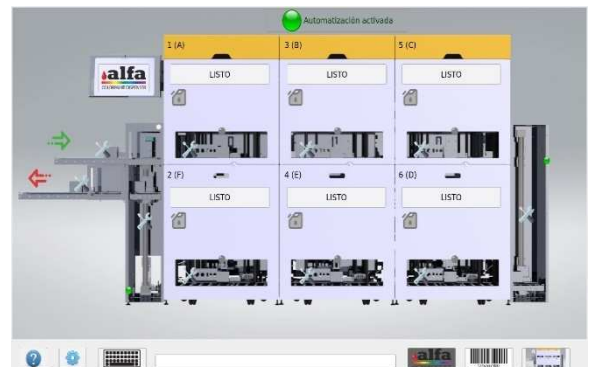 Automatización activada
1 (A)
3 (B)
5 (C)
alfa
LISTO
LISTO
LISTO
2 (F)
4 (E)
6 (D)
LISTO
LISTO
LISTO
?
alfa